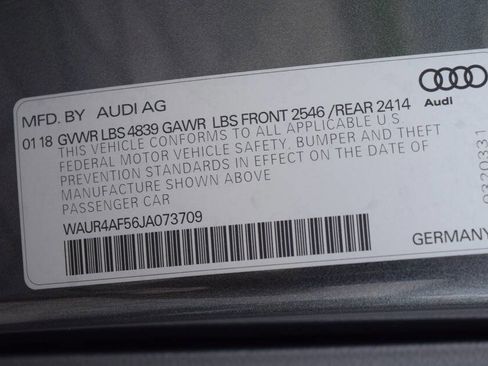 MFD. BY AUDI AG
Audi
01 18 GVWR LBS 4839 GAWR LBS FRONT 2546 /REAR 2414
THIS VEHICLE CONFORMS TO ALL APPLICABLE U.S.
FEDERAL MOTOR VEHICLE SAFETY, BUMPER AND THEFT
PREVENTION STANDARDS IN EFFECT ON THE DATE OF
MANUFACTURE SHOWN ABOVE
PASSENGER CAR
WAUR4AF56JA073709
GERMANY